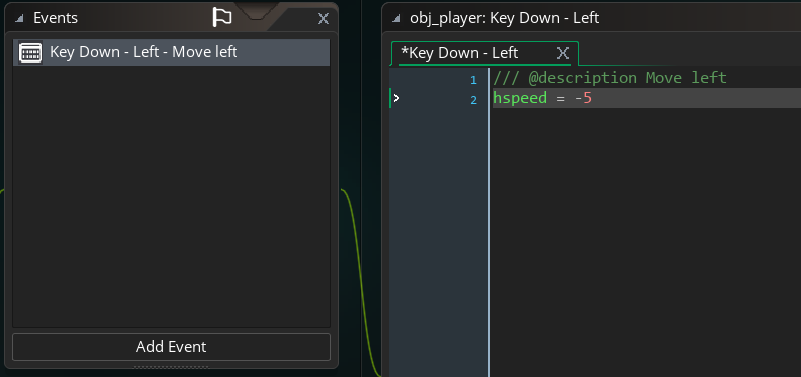 Events
Key Down - Left - Move left
Add Event
obj_player: Key Down - Left
*Key Down - Left
1 /// @description Move left
2 hspeed = -5